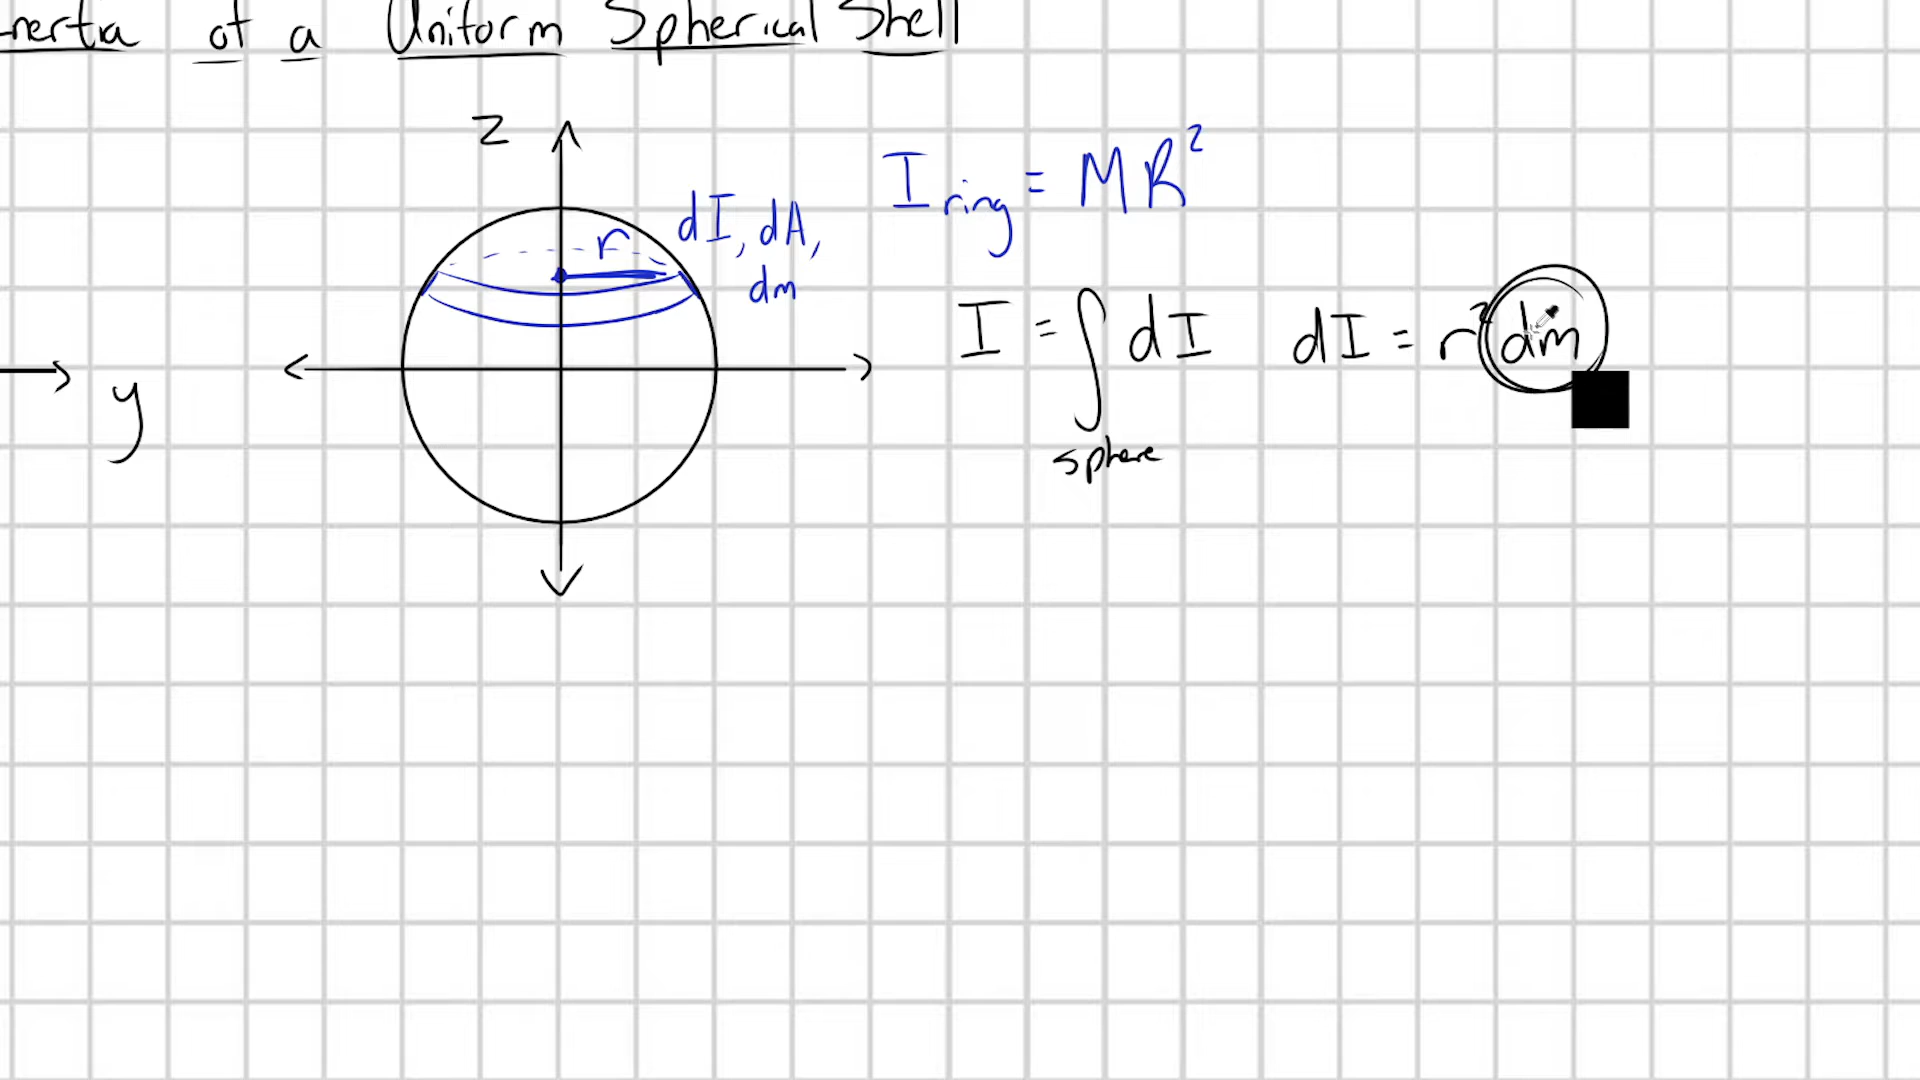 nertia of a Uniform Spherical Shell
z
r dI, dA,
dm
y
I ring = MR²
I = ∫ dI dI = r² dm
sphere